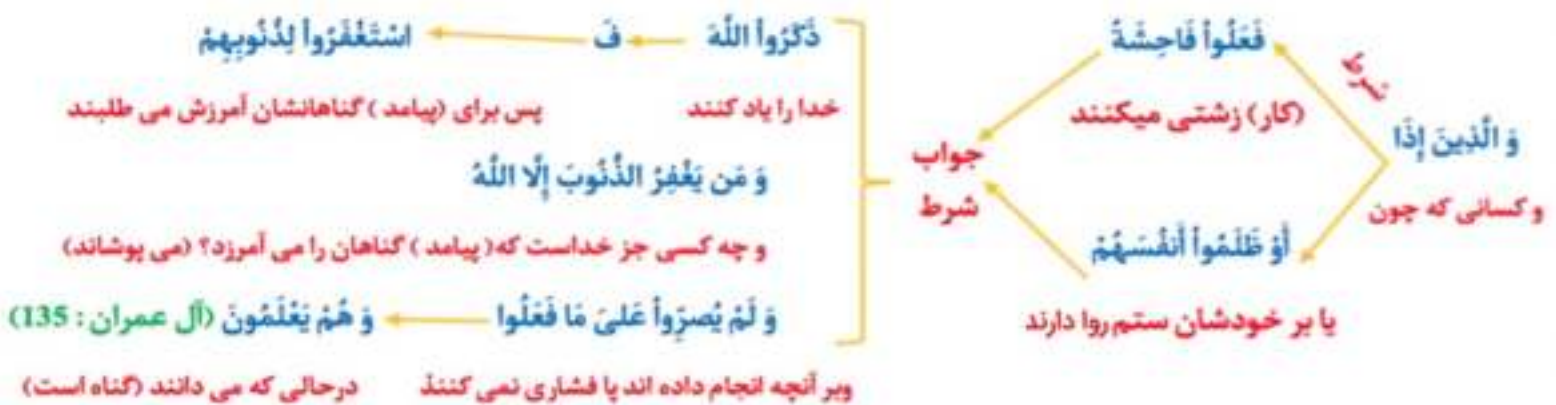 وَ الَّذِينَ إِذَا
و کسانی که چون
شرط
فَعَلُواْ فَاحِشَةً
(کار) زشتی میکنند
أَوْ ظَلَمُواْ أَنفُسَهُمْ
یا بر خودشان ستم روا دارند
جواب
شرط
ذَكَرُواْ اللَّهَ فَ اسْتَغْفَرُواْ لِذُنُوبِهِمْ
خدا را یاد کنند پس برای (پیامد) گناهانشان آمرزش می طلبند
وَ مَن يَغْفِرُ الذُّنُوبَ إِلَّا اللَّهُ
و چه کسی جز خداست که( پیامد) گناهان را می آمرزد؟ (می پوشاند)
وَ لَمْ يُصِرُّواْ عَلىَ مَا فَعَلُوا وَ هُمْ يَعْلَمُونَ (آل عمران : 135)
وبر آنچه انجام داده اند پا فشاری نمی کنند درحالی که می دانند (گناه است)